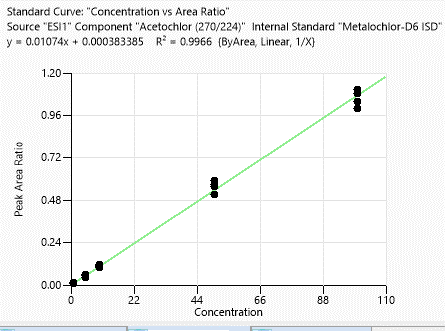 Standard Curve: "Concentration vs Area Ratio"
Source "ESI1" Component "Acetochlor (270/224)" Internal Standard "Metalochlor-D6 ISD"
y = 0.01074x + 0.000383385 R² = 0.9966 {ByArea, Linear, 1/X}
1.20
0.96
0.72
0.48
0.24
0.00
Peak Area Ratio
0 22 44 66 88 110
Concentration